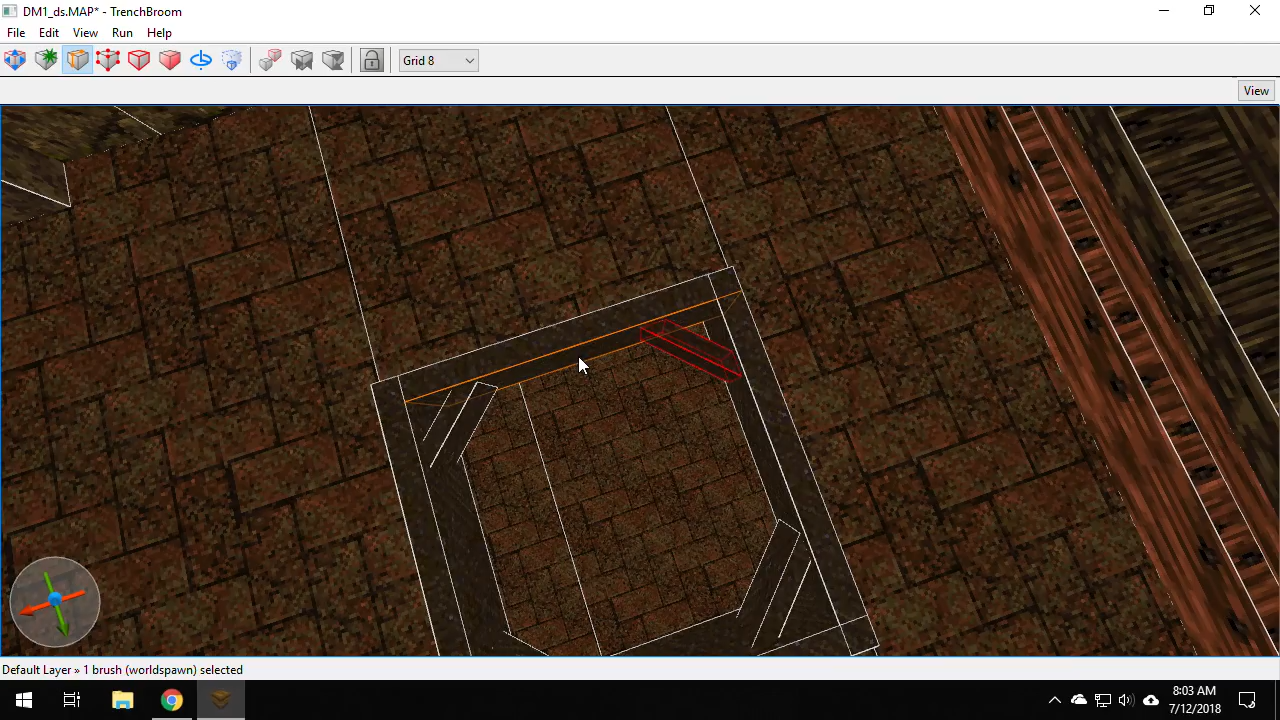 DM1_ds.MAP* - TrenchBroom
File Edit View Run Help
Grid 8
View
Default Layer » 1 brush (worldspawn) selected
8:03 AM
7/12/2018